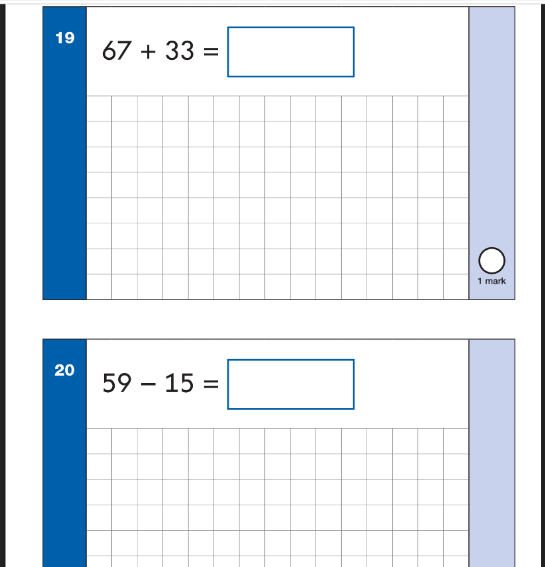 19
67 + 33 =
1 mark
20
59 − 15 =